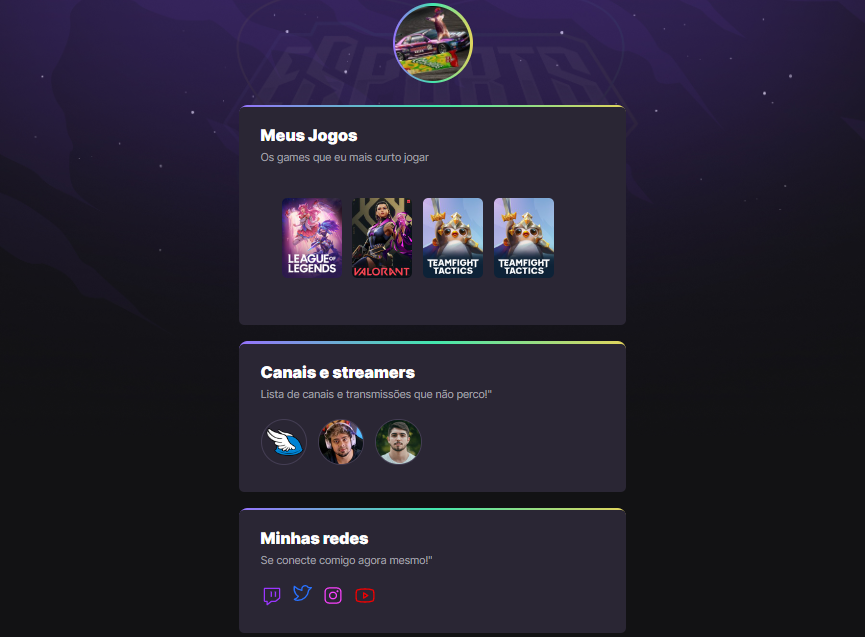 ESPORTS
Meus Jogos
Os games que eu mais curto jogar
LEAGUE OF
LEGENDS
VALORANT
TEAMFIGHT
TACTICS
TEAMFIGHT
TACTICS
Canais e streamers
Lista de canais e transmissões que não perco!"
Minhas redes
Se conecte comigo agora mesmo!"